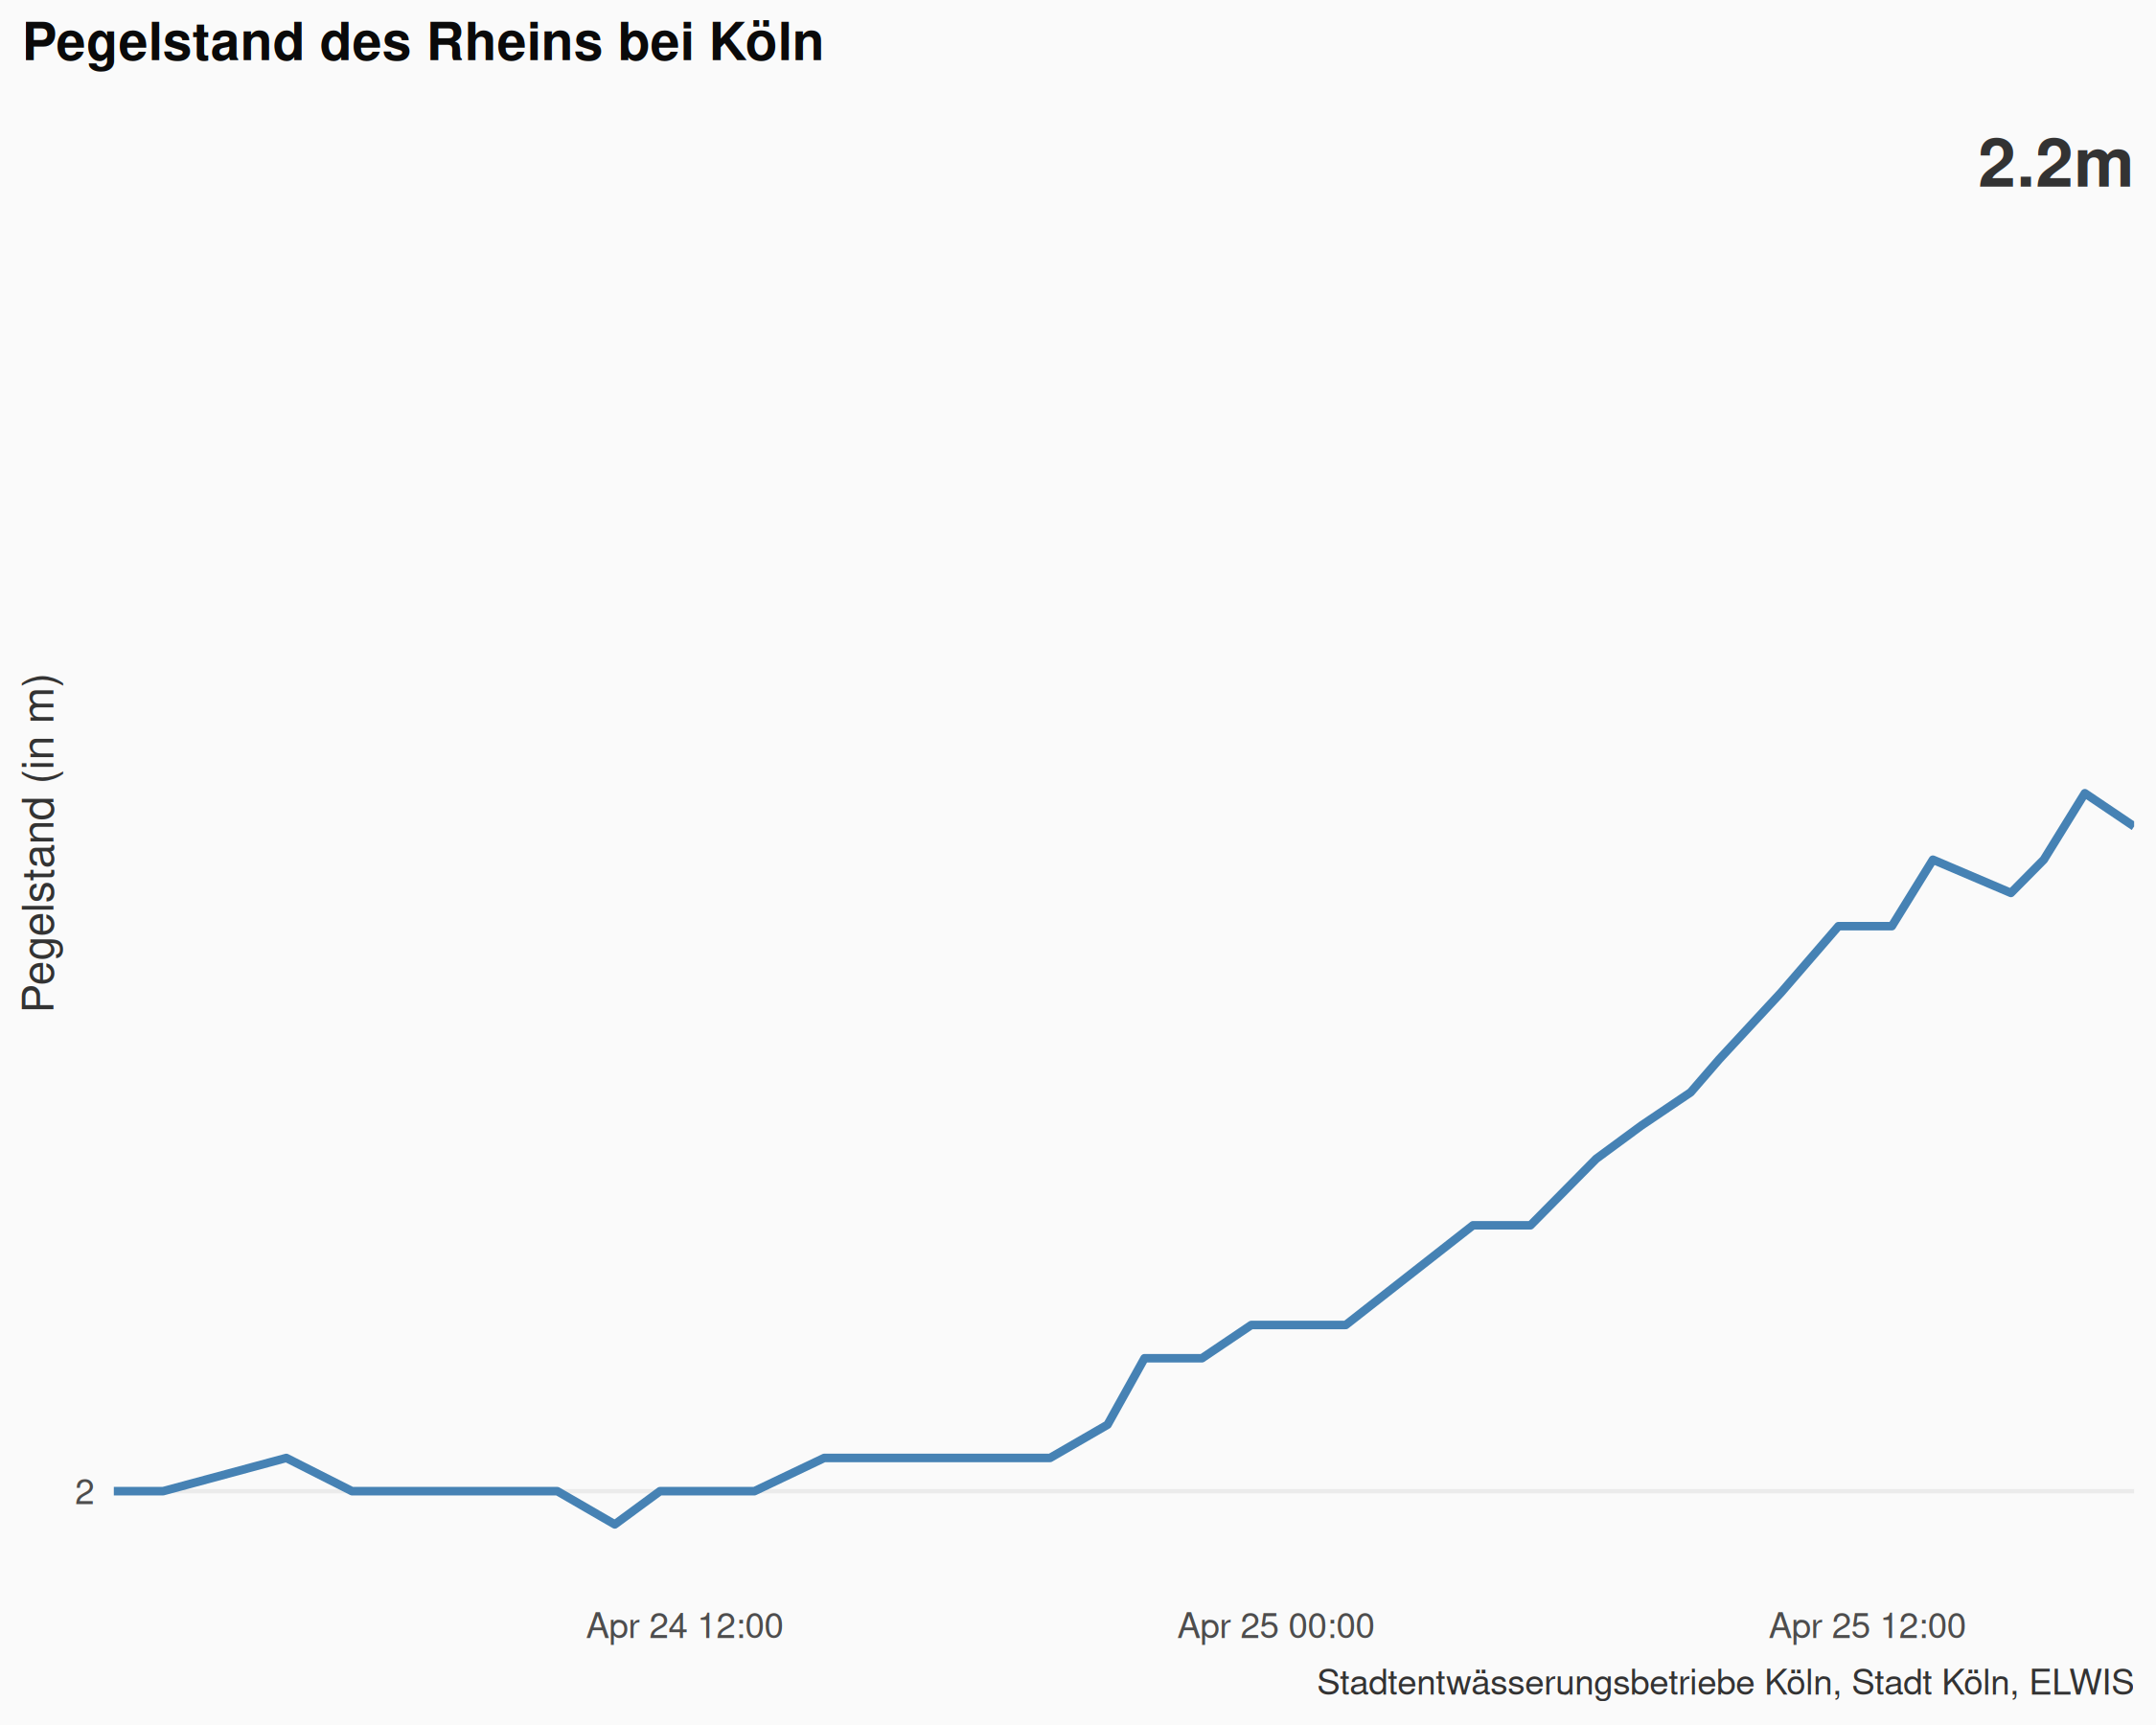 Pegelstand des Rheins bei Köln
2.2m
Pegelstand (in m)
2
Apr 24 12:00
Apr 25 00:00
Apr 25 12:00
Stadtentwässerungsbetriebe Köln, Stadt Köln, ELWIS